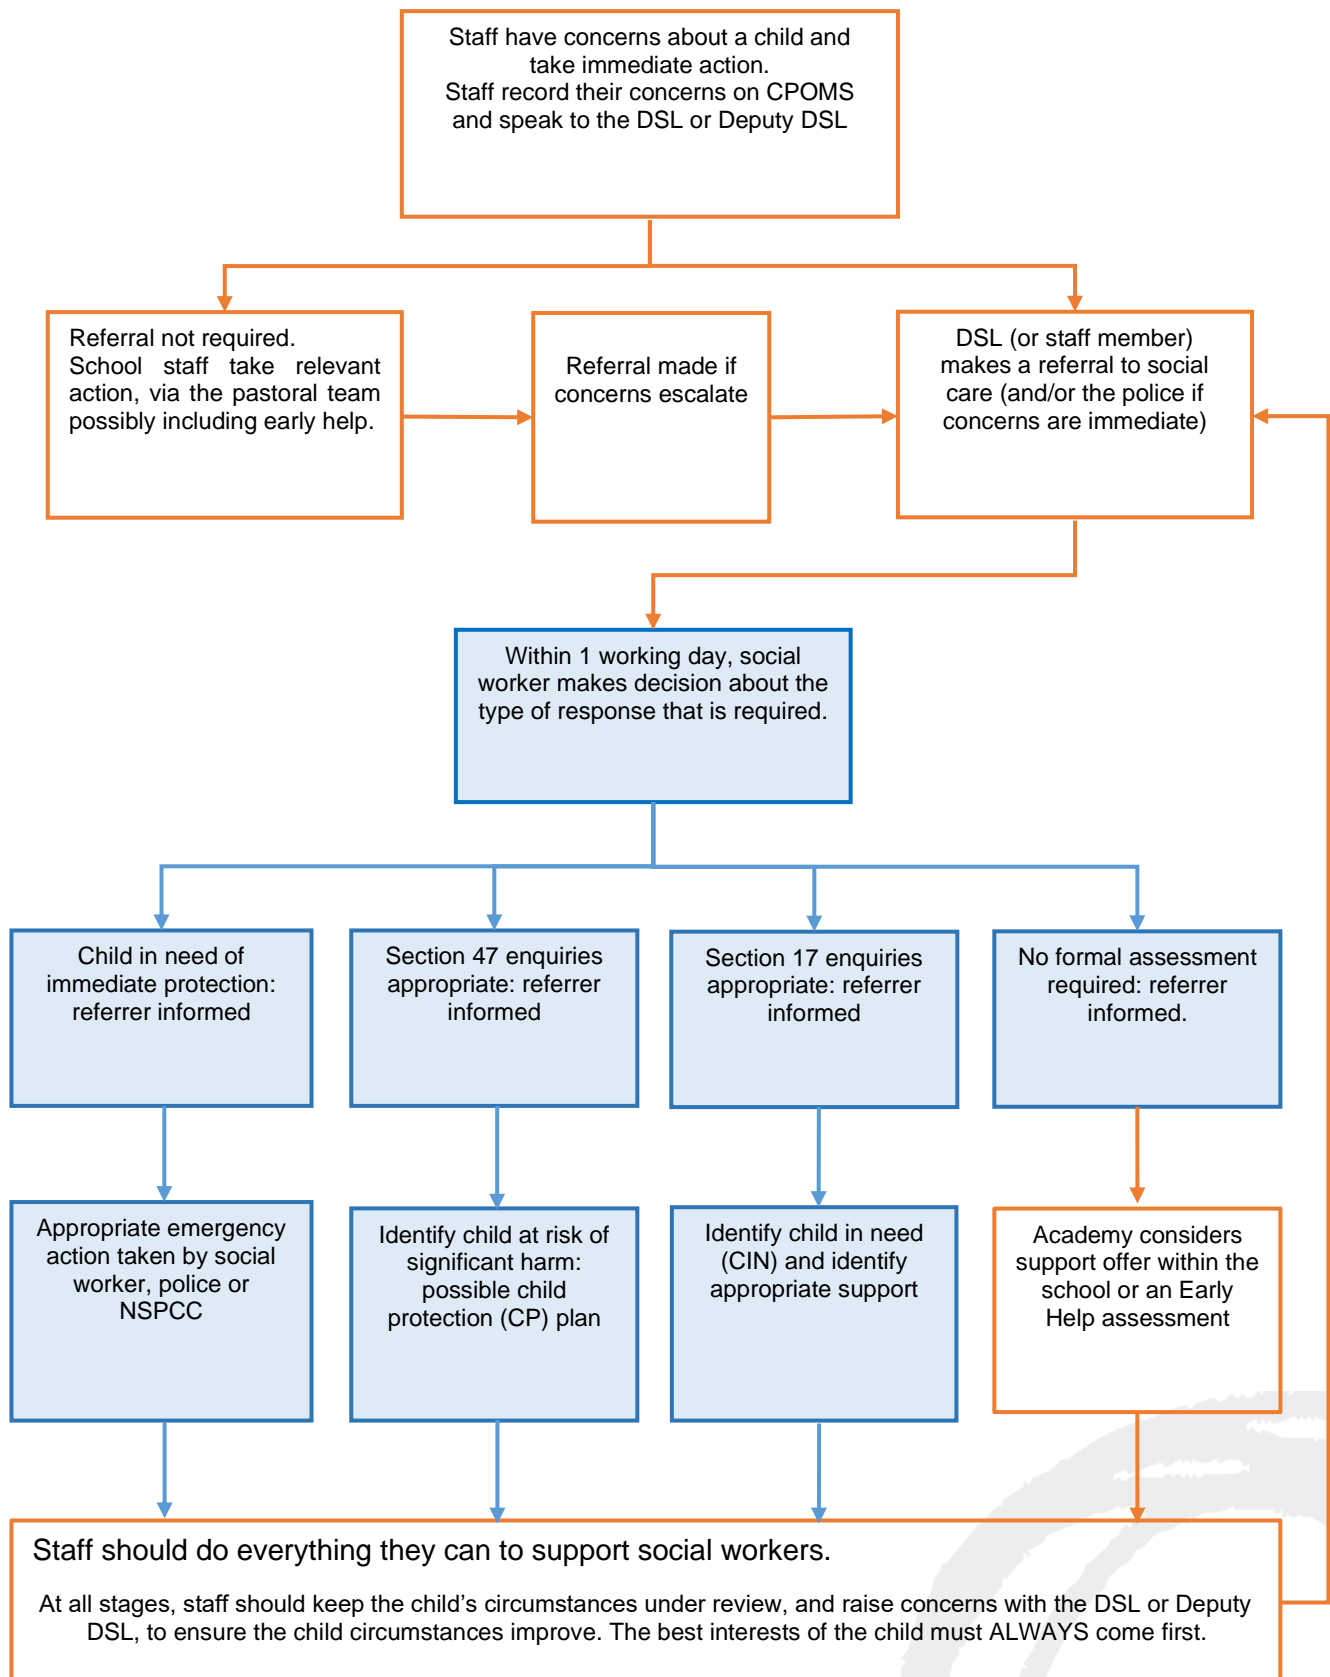 Staff have concerns about a child and
take immediate action.
Staff record their concerns on CPOMS
and speak to the DSL or Deputy DSL
Referral not required.
School staff take relevant
action, via the pastoral team
possibly including early help.
Referral made if
concerns escalate
DSL (or staff member)
makes a referral to social
care (and/or the police if
concerns are immediate)
Within 1 working day, social
worker makes decision about the
type of response that is required.
Child in need of
immediate protection:
referrer informed
Section 47 enquiries
appropriate: referrer
informed
Section 17 enquiries
appropriate: referrer
informed
No formal assessment
required: referrer
informed.
Appropriate emergency
action taken by social
worker, police or
NSPCC
Identify child at risk of
significant harm:
possible child
protection (CP) plan
Identify child in need
(CIN) and identify
appropriate support
Academy considers
support offer within the
school or an Early
Help assessment
Staff should do everything they can to support social workers.
At all stages, staff should keep the child’s circumstances under review, and raise concerns with the DSL or Deputy
DSL, to ensure the child circumstances improve. The best interests of the child must ALWAYS come first.